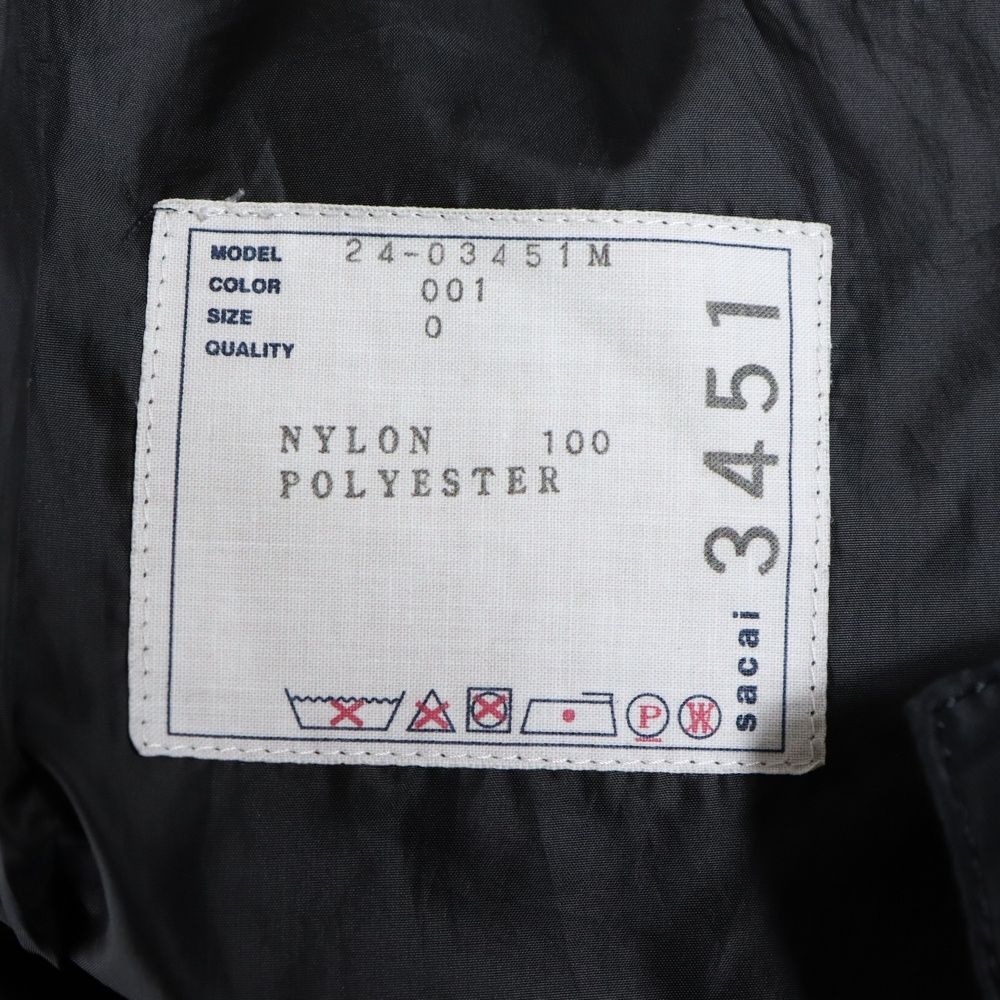 MODEL 24-03451M
COLOR 001
SIZE 0
QUALITY
NYLON 100
POLYESTER
P
W
sacai 3451